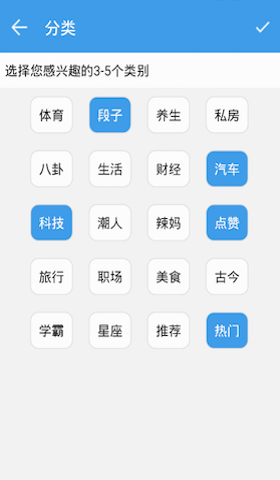 分类
选择您感兴趣的3-5个类别
体育 段子 养生 私房
八卦 生活 财经 汽车
科技 潮人 辣妈 点赞
旅行 职场 美食 古今
学霸 星座 推荐 热门